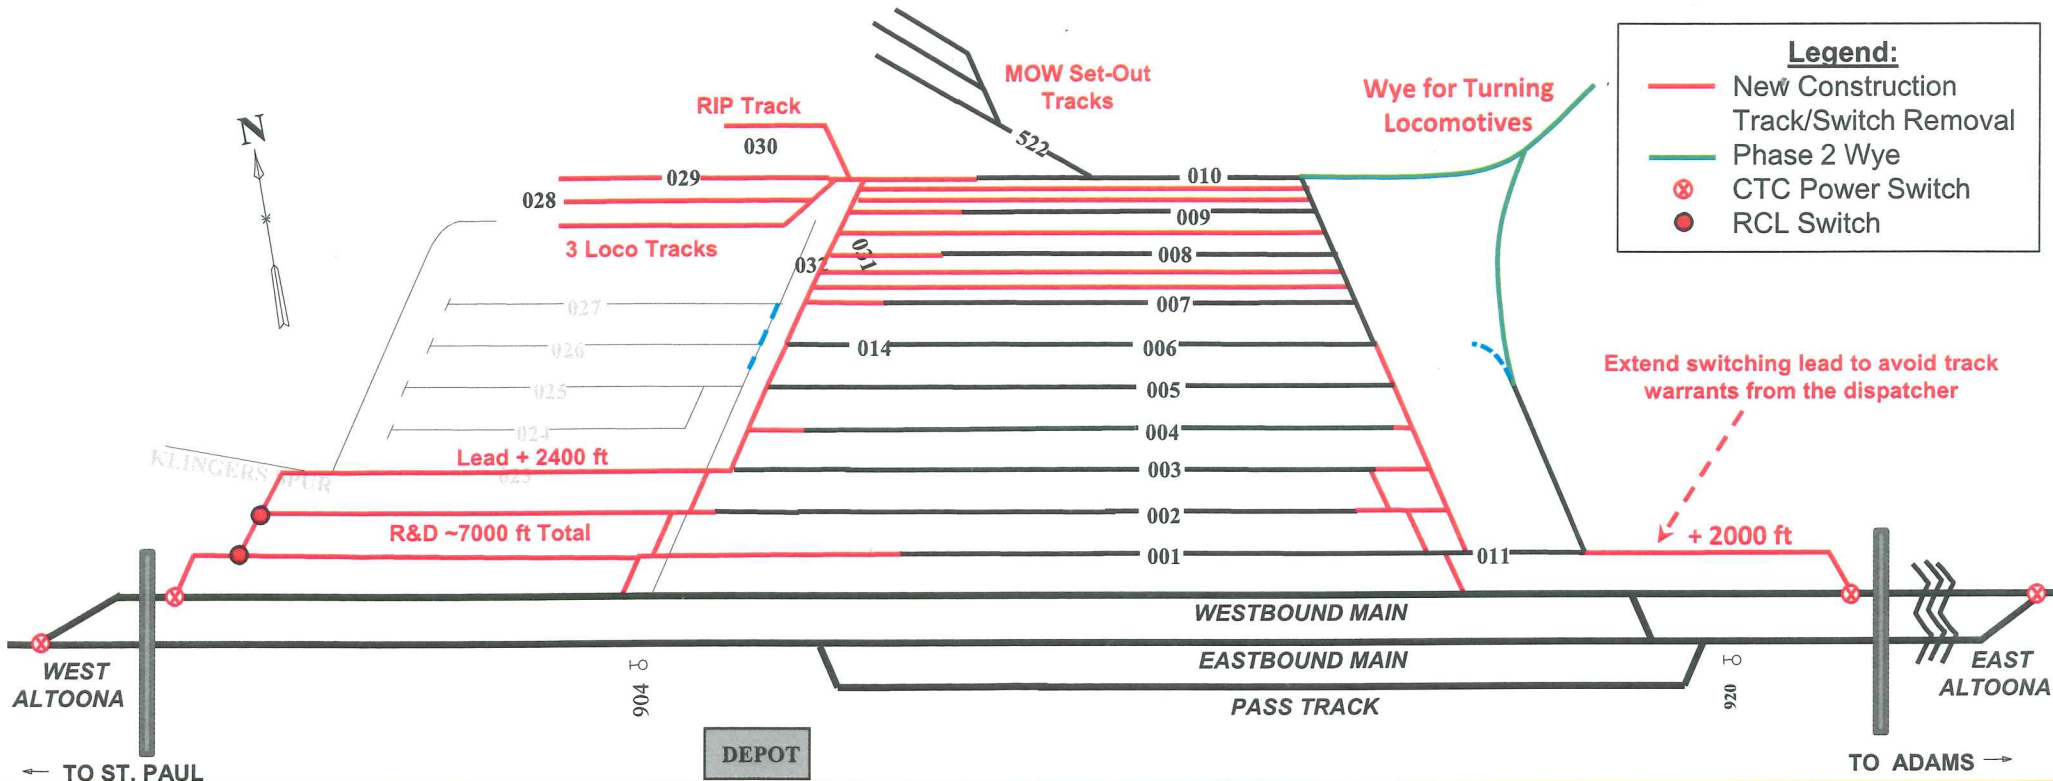 Legend:
New Construction
Track/Switch Removal
Phase 2 Wye
CTC Power Switch
RCL Switch
N
MOW Set-Out
Tracks
RIP Track
030
522
Wye for Turning
Locomotives
029
028
3 Loco Tracks
010
009
031
032
008
027
007
026
014
006
025
005
024
004
Extend switching lead to avoid track
warrants from the dispatcher
KLINGERS SPUR
Lead + 2400 ft
023
003
002
R&D ~7000 ft Total
001
011
+ 2000 ft
WESTBOUND MAIN
EASTBOUND MAIN
PASS TRACK
WEST
ALTOONA
EAST
ALTOONA
904
920
DEPOT
← TO ST. PAUL
TO ADAMS →